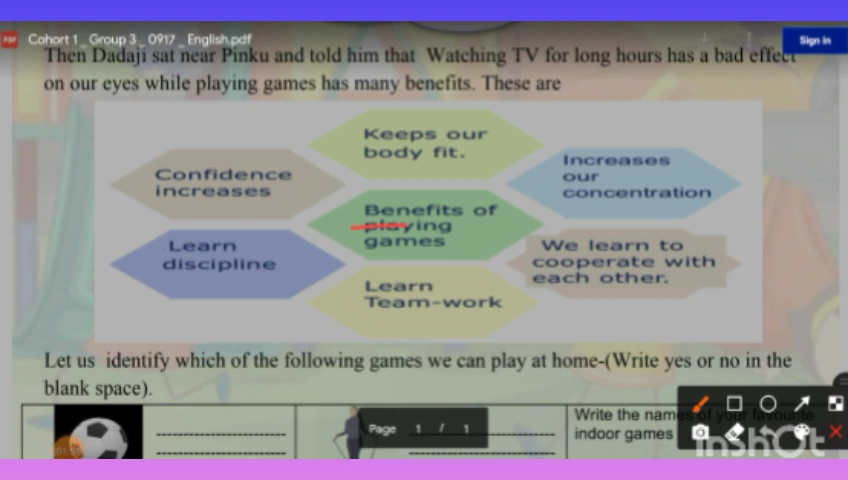 PDF
Cohort 1_ Group 3_ 0917 _ English.pdf
Sign in
Then Dadaji sat near Pinku and told him that Watching TV for long hours has a bad effect
on our eyes while playing games has many benefits. These are
Keeps our
body fit.
Confidence
increases
Increases
our
concentration
Benefits of
playing
games
Learn
discipline
We learn to
cooperate with
each other.
Learn
Team-work
Let us identify which of the following games we can play at home-(Write yes or no in the
blank space).
Write the names of your favourite
indoor games
Page 1 / 1
InShOt